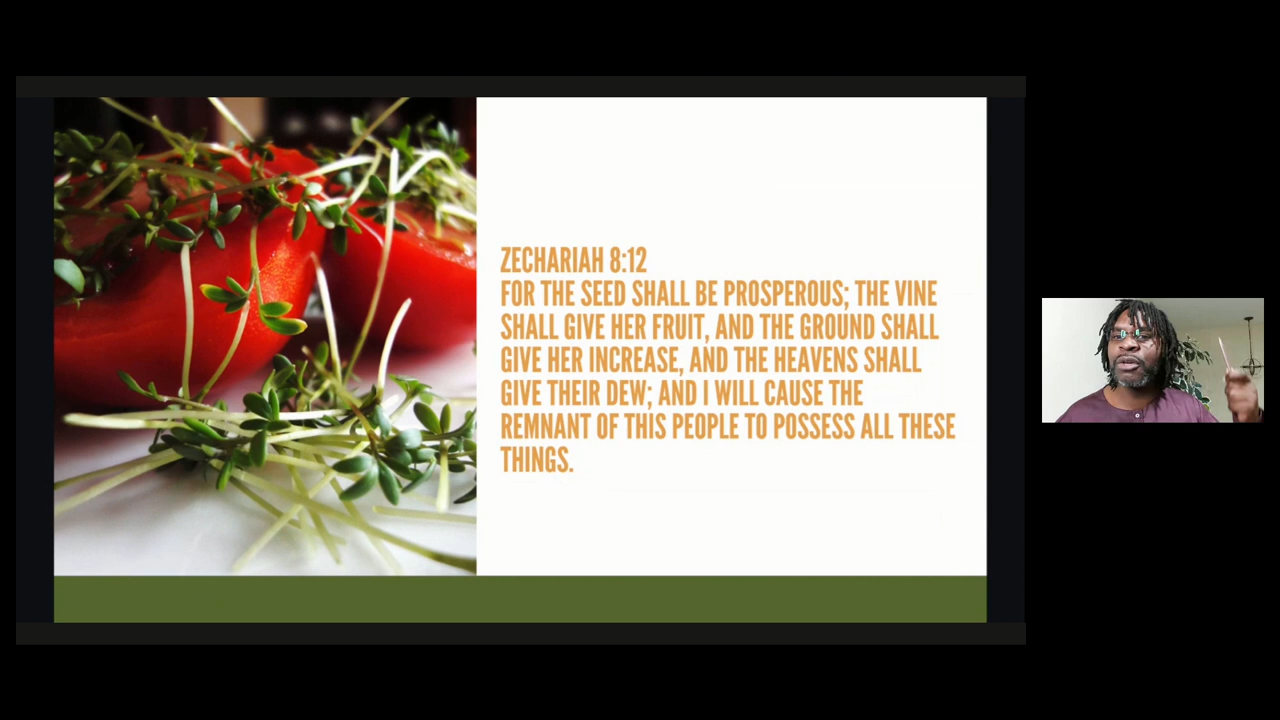 ZECHARIAH 8:12
FOR THE SEED SHALL BE PROSPEROUS; THE VINE
SHALL GIVE HER FRUIT, AND THE GROUND SHALL
GIVE HER INCREASE, AND THE HEAVENS SHALL
GIVE THEIR DEW; AND I WILL CAUSE THE
REMNANT OF THIS PEOPLE TO POSSESS ALL THESE
THINGS.